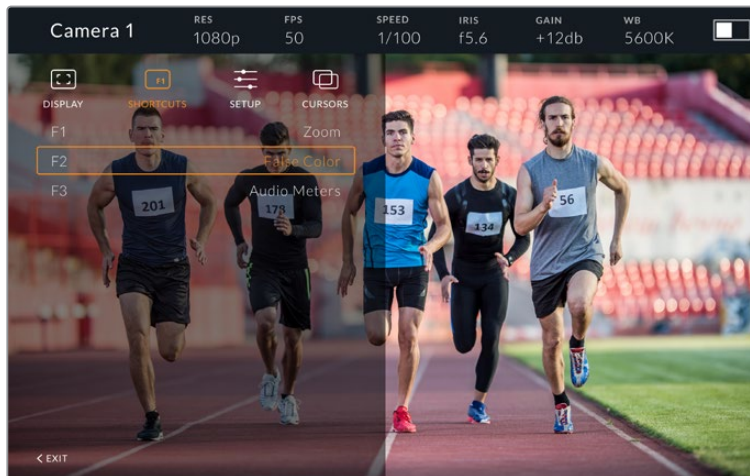 Camera 1
RES
1080p
FPS
50
SPEED
1/100
IRIS
f5.6
GAIN
+12db
WB
5600K
F1
DISPLAY
SHORTCUTS
SETUP
CURSORS
F1 Zoom
F2 False Color
F3 Audio Meters
201
178
153
134
56
EXIT